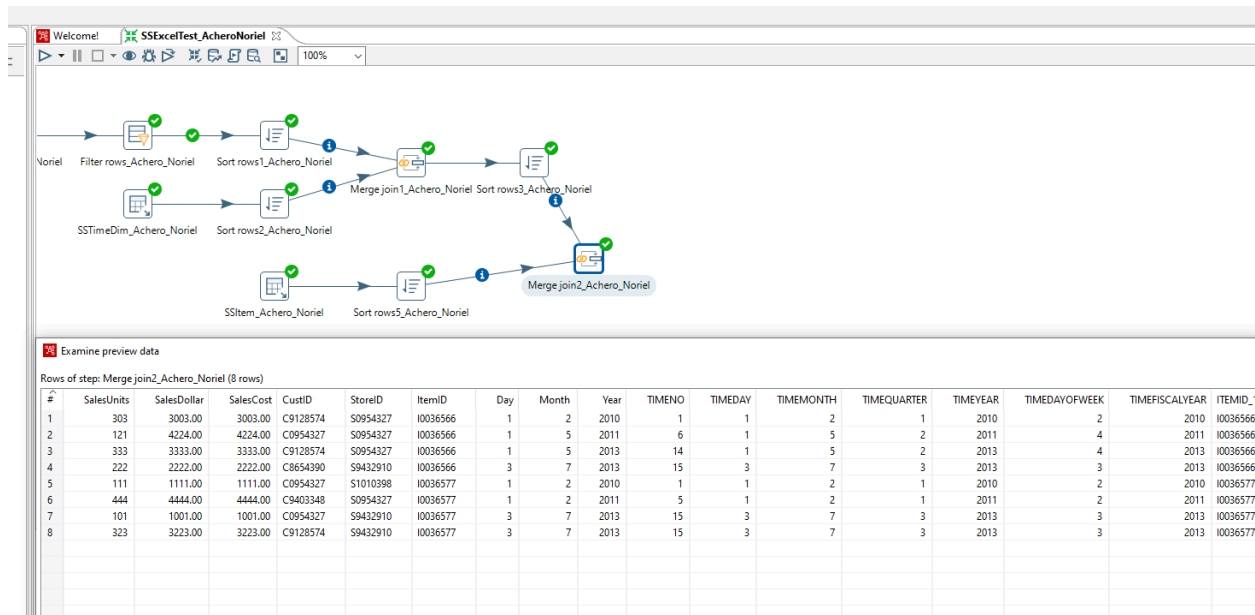 Welcome! SSExcelTest_AcheroNoriel
100%
Noriel Filter rows_Achero_Noriel Sort rows1_Achero_Noriel Merge join1_Achero_Noriel Sort rows3_Achero_Noriel
SSTimeDim_Achero_Noriel Sort rows2_Achero_Noriel
Merge join2_Achero_Noriel
SSItem_Achero_Noriel Sort rows5_Achero_Noriel
Examine preview data
Rows of step: Merge join2_Achero_Noriel (8 rows)
# SalesUnits SalesDollar SalesCost CustID StoreID ItemID Day Month Year TIMENO TIMEDAY TIMEMONTH TIMEQUARTER TIMEYEAR TIMEDAYOFWEEK TIMEFISCALYEAR ITEMID_
1 303 3003.00 3003.00 C9128574 S0954327 I0036566 1 2 2010 1 1 2 1 2010 2 2010 I0036566
2 121 4224.00 4224.00 C0954327 S0954327 I0036566 1 5 2011 6 1 5 2 2011 4 2011 I0036566
3 333 3333.00 3333.00 C9128574 S0954327 I0036566 1 5 2013 14 1 5 2 2013 4 2013 I0036566
4 222 2222.00 2222.00 C8654390 S9432910 I0036566 3 7 2013 15 3 7 3 2013 3 2013 I0036566
5 111 1111.00 1111.00 C0954327 S1010398 I0036577 1 2 2010 1 1 2 1 2010 2 2010 I0036577
6 444 4444.00 4444.00 C9403348 S0954327 I0036577 1 2 2011 5 1 2 1 2011 2 2011 I0036577
7 101 1001.00 1001.00 C0954327 S9432910 I0036577 3 7 2013 15 3 7 3 2013 3 2013 I0036577
8 323 3223.00 3223.00 C9128574 S9432910 I0036577 3 7 2013 15 3 7 3 2013 3 2013 I0036577